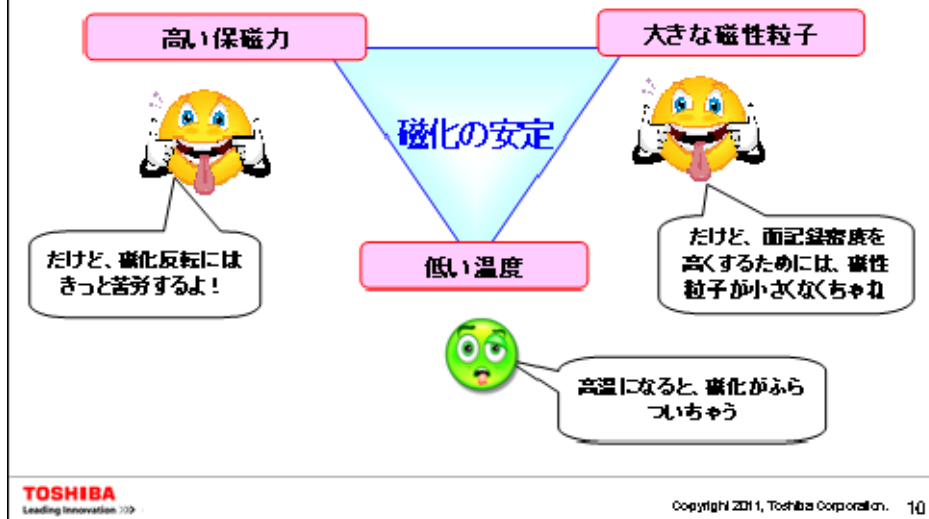 高い保磁力
大きな磁性粒子
磁化の安定
だけど、磁化反転には
きっと苦労するよ！
だけど、面記録密度を
高くするためには、磁性
粒子が小さくなくちゃね
低い温度
高温になると、磁化がふら
ついちゃう
TOSHIBA
Leading Innovation >>>
Copyright 2011, Toshiba Corporation.
10